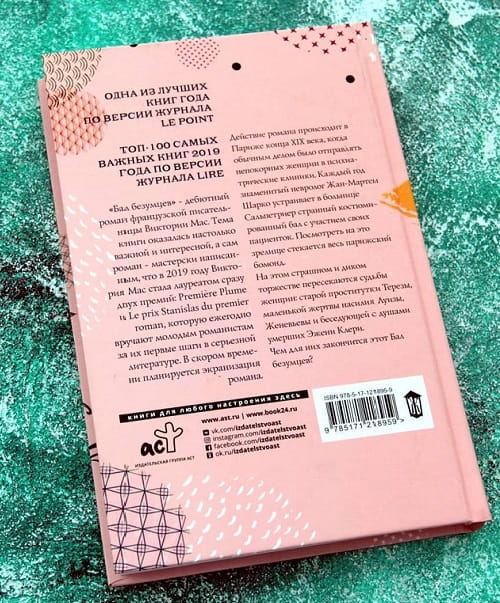 ОДНА ИЗ ЛУЧШИХ
КНИГ ГОДА
ПО ВЕРСИИ ЖУРНАЛА
LE POINT
ТОП-100 САМЫХ
ВАЖНЫХ КНИГ 2019
ГОДА ПО ВЕРСИИ
ЖУРНАЛА LIRE
«Бал безумцев» - дебютный
роман французской писатель-
ницы Виктории Мас. Тема
книги оказалась настолько
важной и интересной, а сам
роман - мастерски написан-
ным, что в 2019 году Викто-
рия Мас стала лауреатом сразу
двух премий: Première Plume
и Le prix Stanislas du premier
roman, которую ежегодно
вручают молодым романистам
за их первые шаги в серьезной
литературе. В скором време-
ни планируется экранизация
романа.
Действие романа происходит в
Париже конца XIX века, когда
обычным делом было отправлять
непокорных женщин в психиа-
трические клиники. Каждый год
знаменитый невролог Жан-Мартен
Шарко устраивает в больнице
Сальпетриер странный костюми-
рованный бал с участием своих
пациенток. Посмотреть на это
зрелище стекается весь парижский
бомонд.
На этом страшном и диком
торжестве пересекаются судьбы
женщин: старой проститутки Терезы,
маленькой жертвы насилия Луизы,
Женевьевы и беседующей с душами
умерших Эжени Клери.
Чем для них закончится этот Бал
безумцев?
книги для любого настроения здесь
www.ast.ru | www.book24.ru
vk.com/izdatelstvoast
instagram.com/izdatelstvoast
facebook.com/izdatelstvoast
ok.ru/izdatelstvoast
аст
ИЗДАТЕЛЬСКАЯ ГРУППА АСТ
ISBN 978-5-17-121895-9
9 785171 218959 >